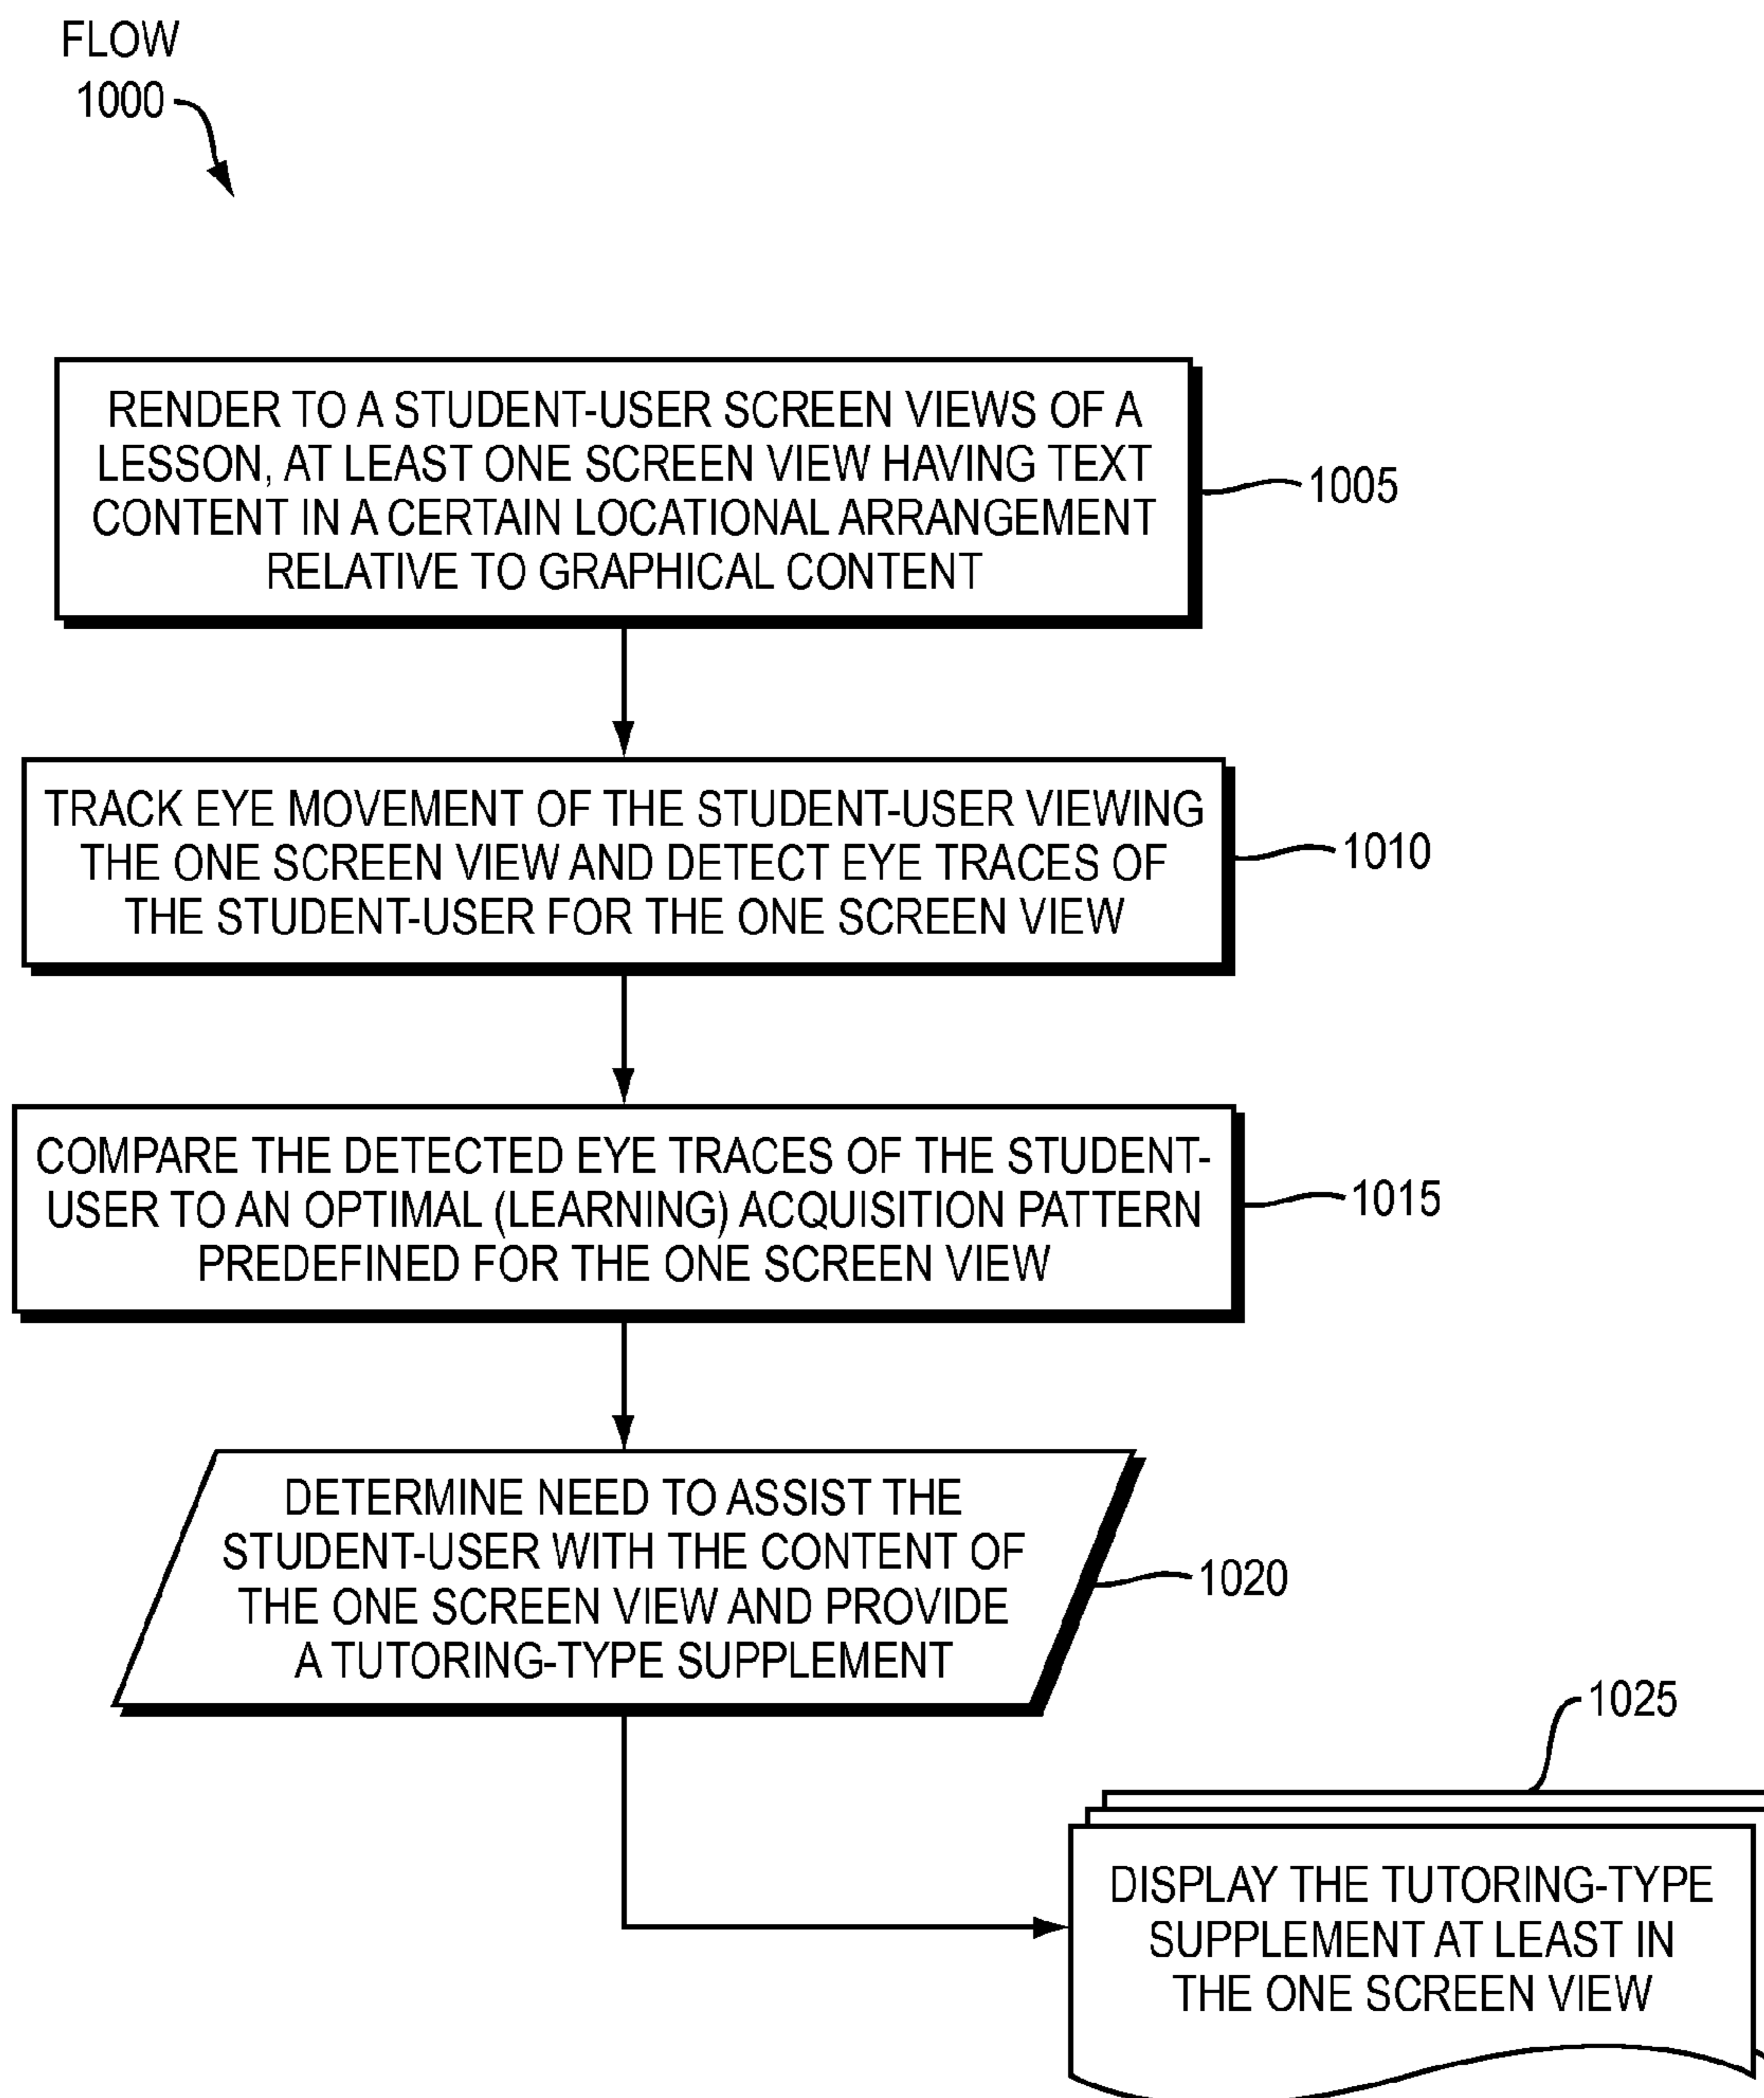 FLOW
1000
RENDER TO A STUDENT-USER SCREEN VIEWS OF A
LESSON, AT LEAST ONE SCREEN VIEW HAVING TEXT
CONTENT IN A CERTAIN LOCATIONAL ARRANGEMENT
RELATIVE TO GRAPHICAL CONTENT
1005
TRACK EYE MOVEMENT OF THE STUDENT-USER VIEWING
THE ONE SCREEN VIEW AND DETECT EYE TRACES OF
THE STUDENT-USER FOR THE ONE SCREEN VIEW
1010
COMPARE THE DETECTED EYE TRACES OF THE STUDENT-
USER TO AN OPTIMAL (LEARNING) ACQUISITION PATTERN
PREDEFINED FOR THE ONE SCREEN VIEW
1015
DETERMINE NEED TO ASSIST THE
STUDENT-USER WITH THE CONTENT OF
THE ONE SCREEN VIEW AND PROVIDE
A TUTORING-TYPE SUPPLEMENT
1020
1025
DISPLAY THE TUTORING-TYPE
SUPPLEMENT AT LEAST IN
THE ONE SCREEN VIEW